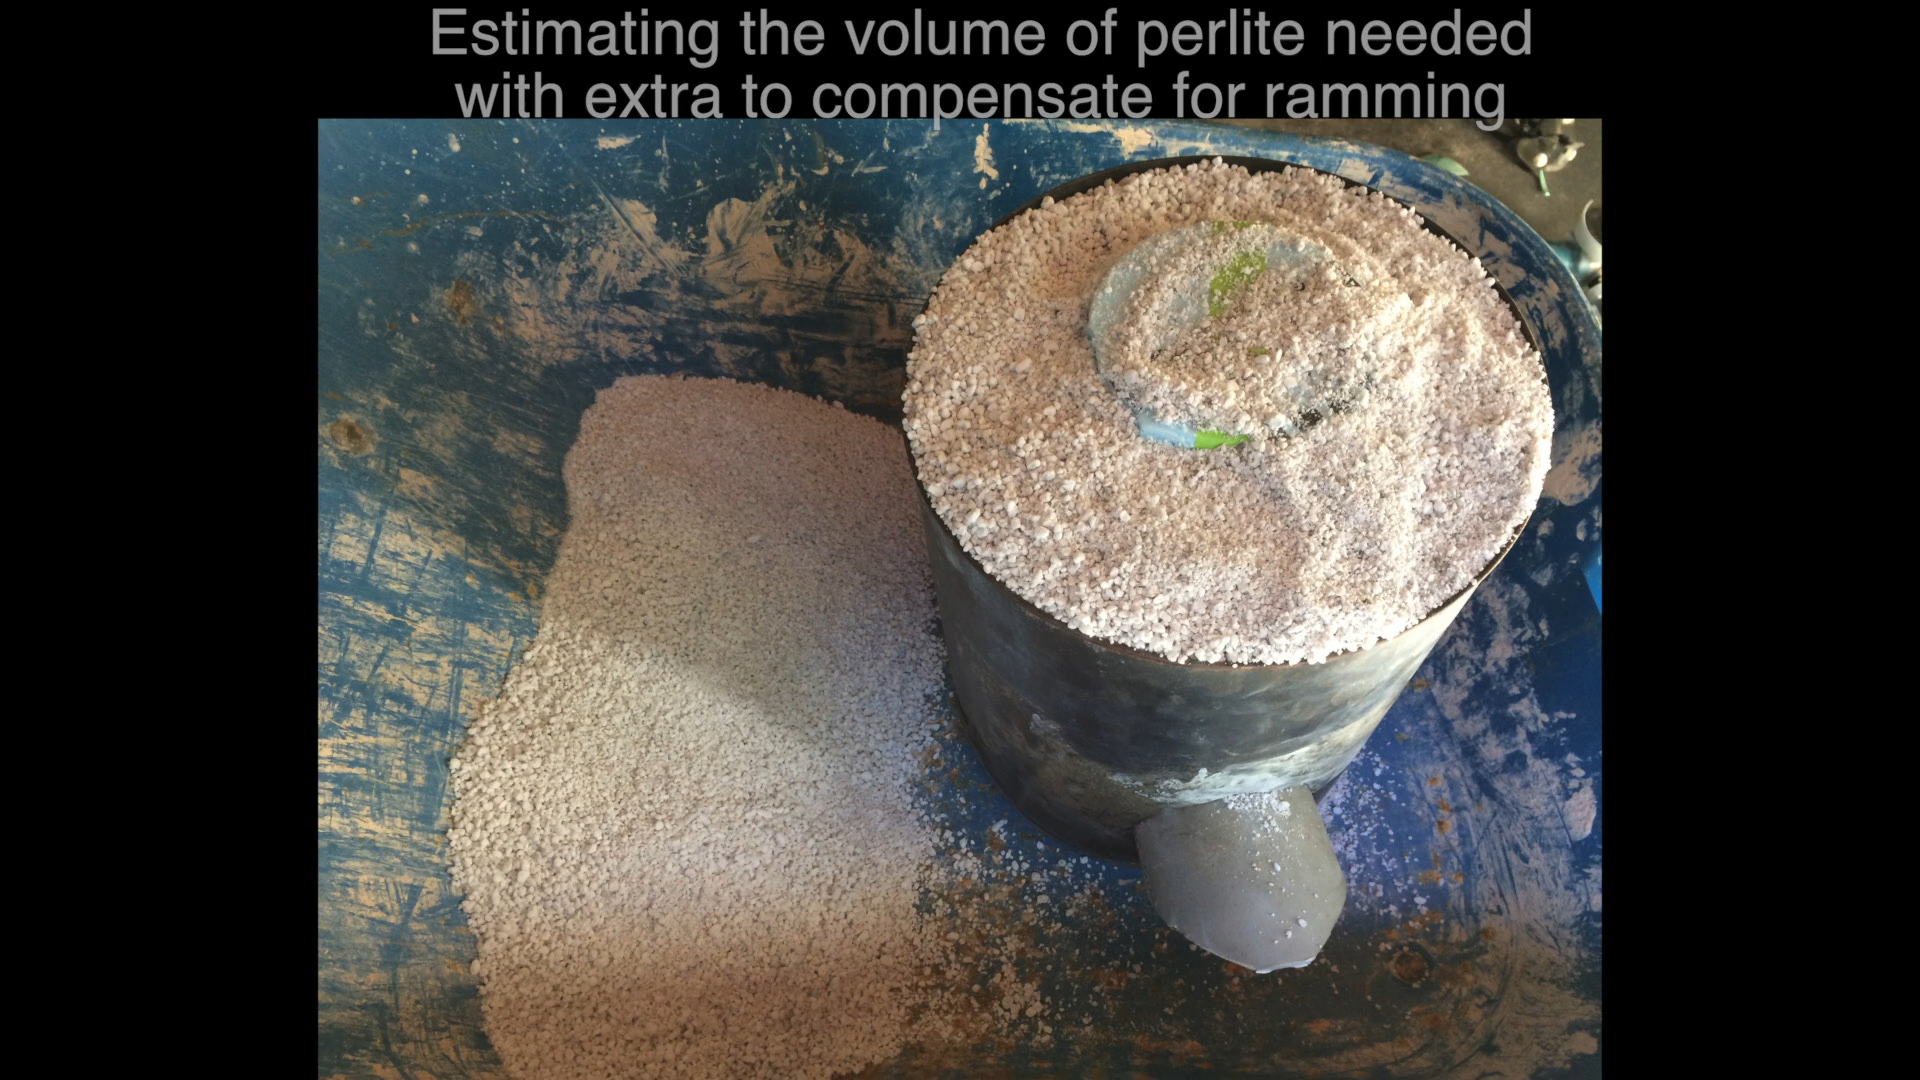 Estimating the volume of perlite needed
with extra to compensate for ramming